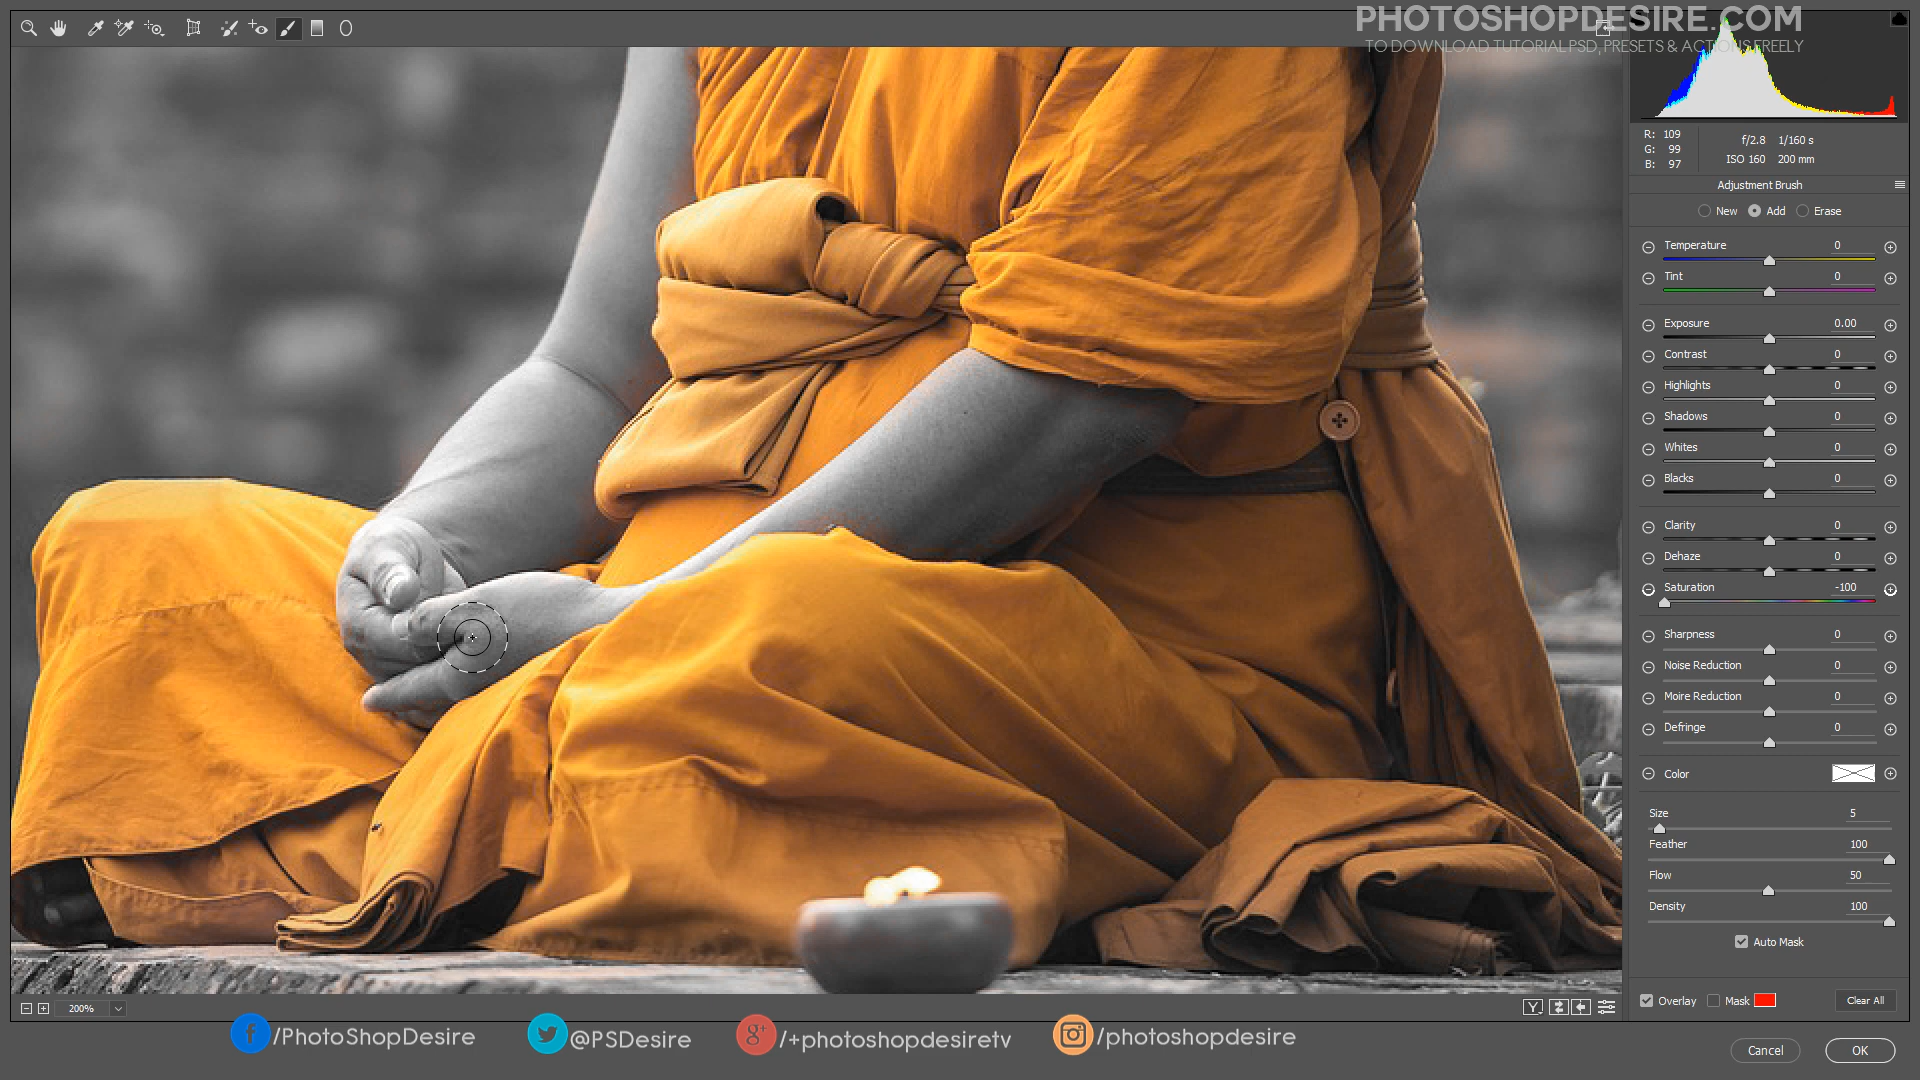 PHOTOSHOPDESIRE.COM
TO DOWNLOAD TUTORIAL PSD, PRESETS & ACTIONS FREELY
R: 109
G: 99
B: 97
f/2.8 1/160 s
ISO 160 200 mm
Adjustment Brush
New Add Erase
Temperature 0
Tint 0
Exposure 0.00
Contrast 0
Highlights 0
Shadows 0
Whites 0
Blacks 0
Clarity 0
Dehaze 0
Saturation -100
Sharpness 0
Noise Reduction 0
Moire Reduction 0
Defringe 0
Color
Size 5
Feather 100
Flow 50
Density 100
Auto Mask
Overlay Mask Clear All
200%
Y
f /PhotoShopDesire @PSDesire g+ /+photoshopdesiretv /photoshopdesire
Cancel OK